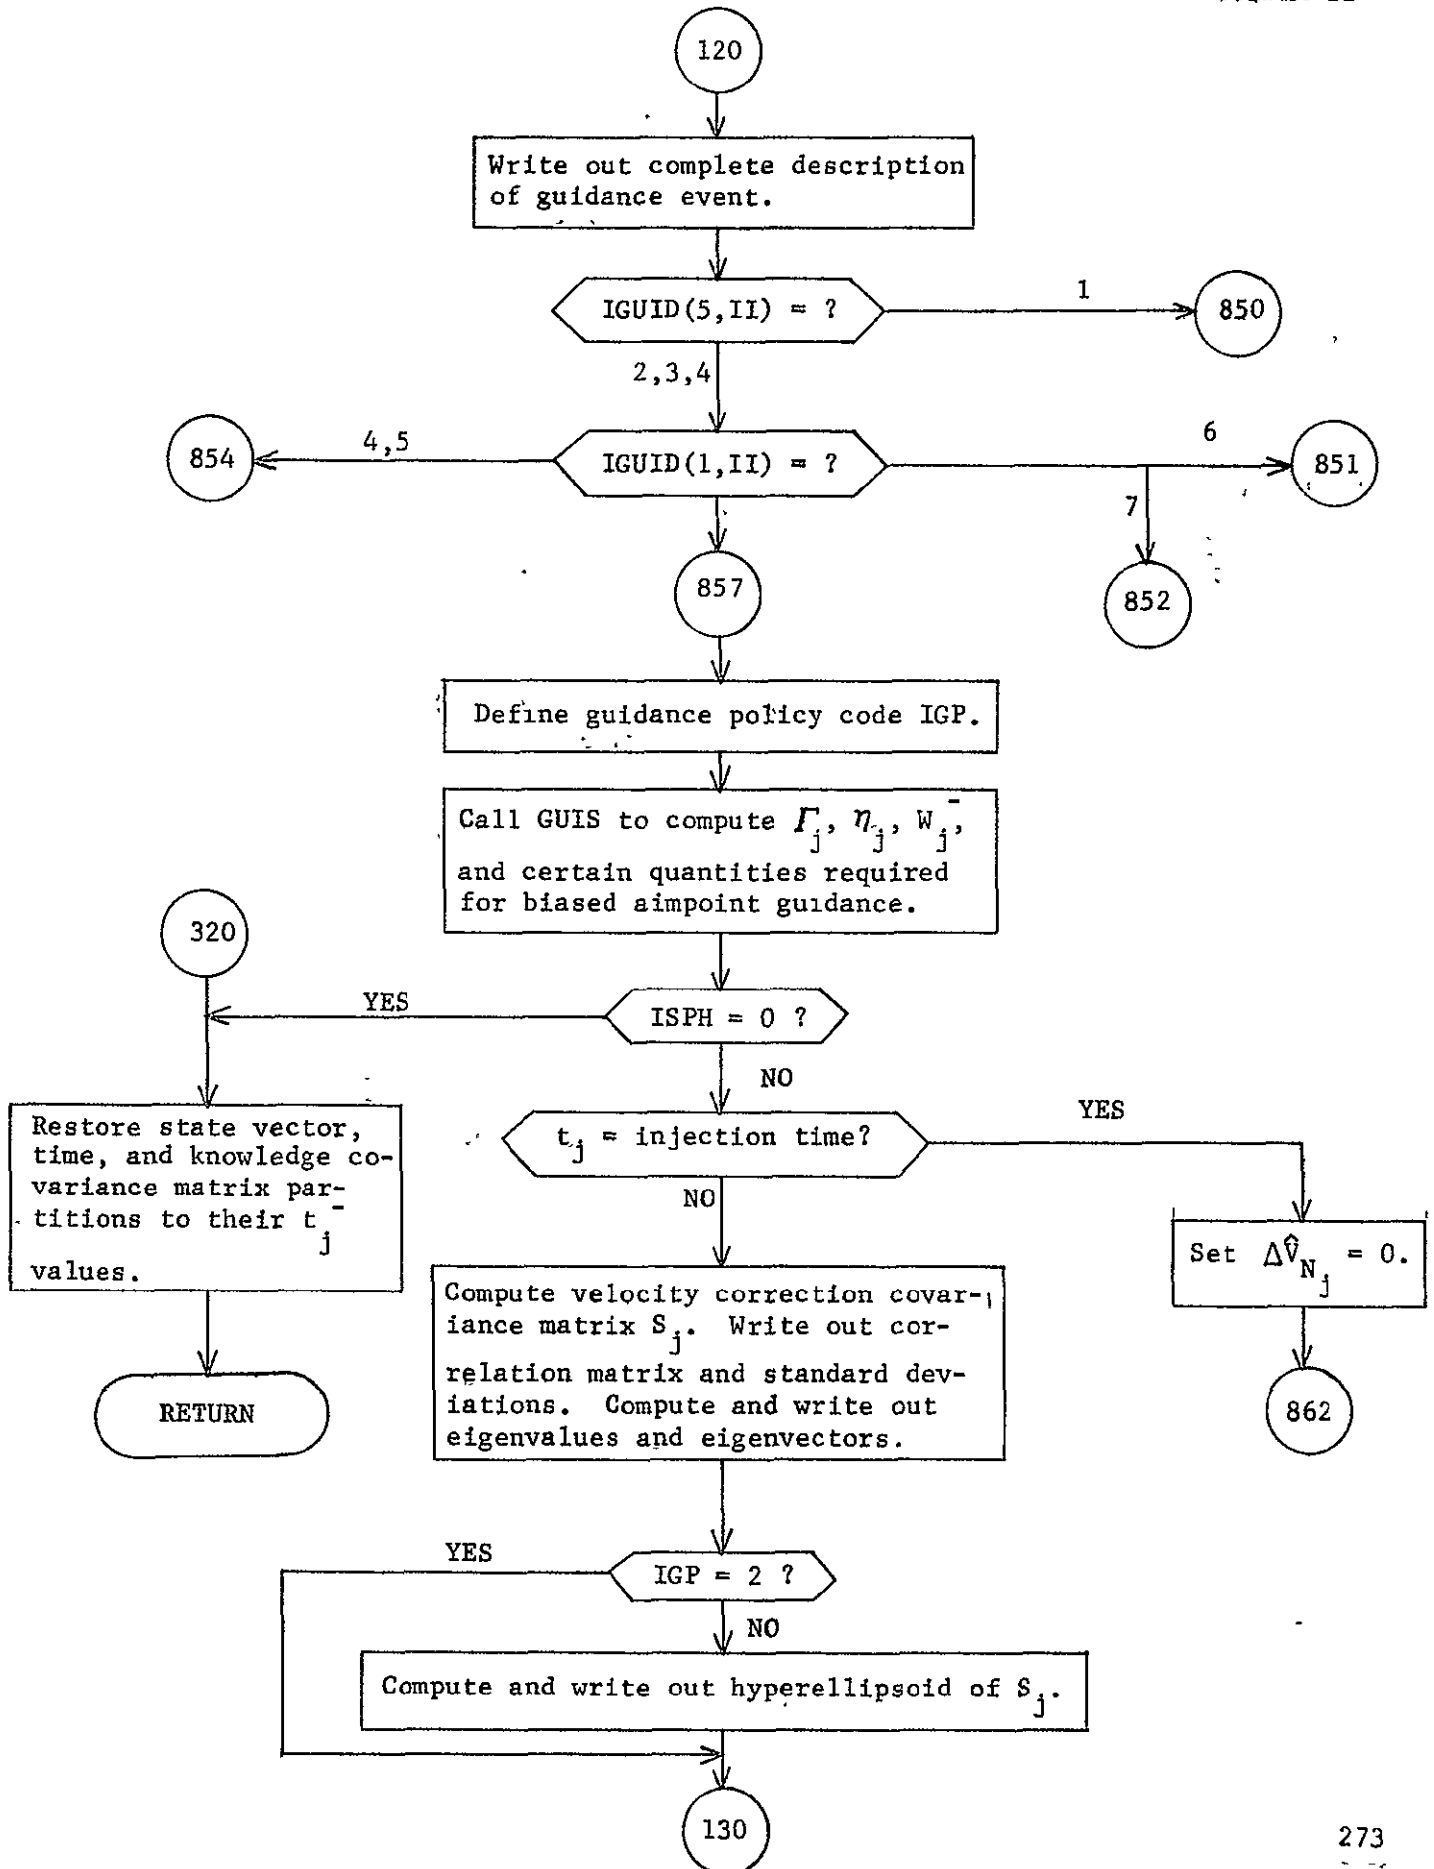 120
Write out complete description
of guidance event.
IGUID(5,II) = ?
1
850
2,3,4
854
4,5
IGUID(1,II) = ?
6
851
7
857
852
Define guidance policy code IGP.
Call GUIS to compute Γj, ηj, Wj⁻,
and certain quantities required
for biased aimpoint guidance.
320
YES
ISPH = 0 ?
NO
YES
Restore state vector,
time, and knowledge co-
variance matrix par-
titions to their tj⁻
values.
tj = injection time?
NO
Set ΔV̂Nj = 0.
Compute velocity correction covar-
iance matrix Sj. Write out cor-
relation matrix and standard dev-
iations. Compute and write out
eigenvalues and eigenvectors.
RETURN
862
YES
IGP = 2 ?
NO
Compute and write out hyperellipsoid of Sj.
130
273